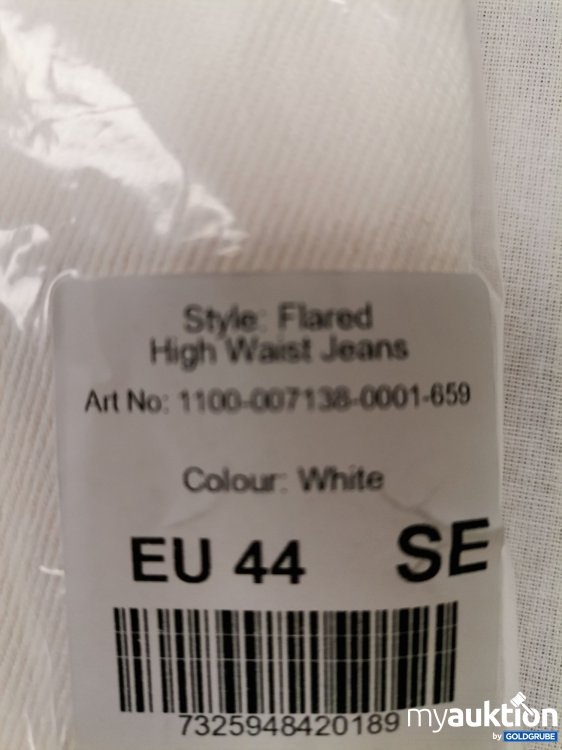 Style: Flared
High Waist Jeans
Art No: 1100-007138-0001-659
Colour: White
EU 44 SE
7325948420189
myauktion
by GOLDGRUBE